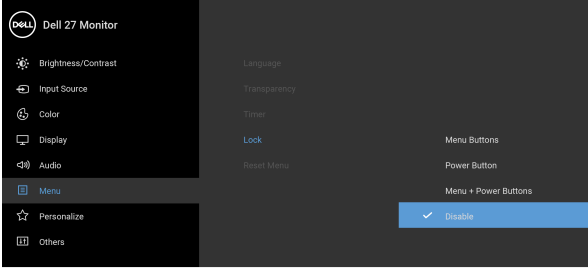 DELL
Dell 27 Monitor
Brightness/Contrast
Input Source
Color
Display
Audio
Menu
Personalize
Others
Language
Transparency
Timer
Lock
Reset Menu
Menu Buttons
Power Button
Menu + Power Buttons
Disable